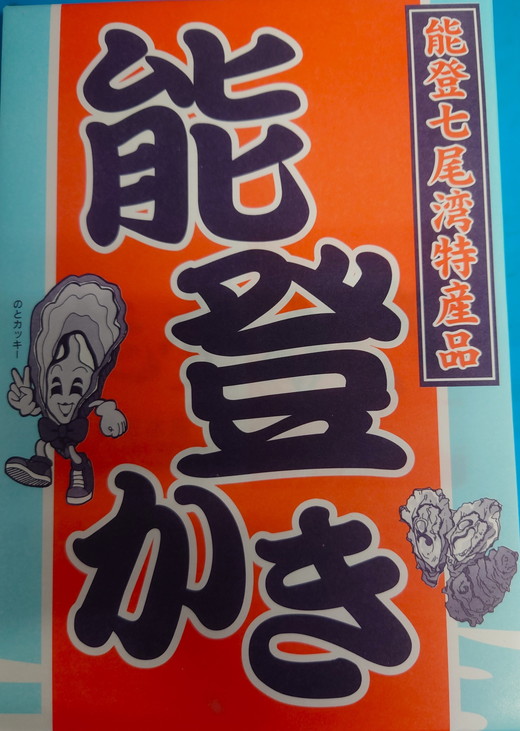 能登七尾湾特産品
能登
かき
のとカッキー